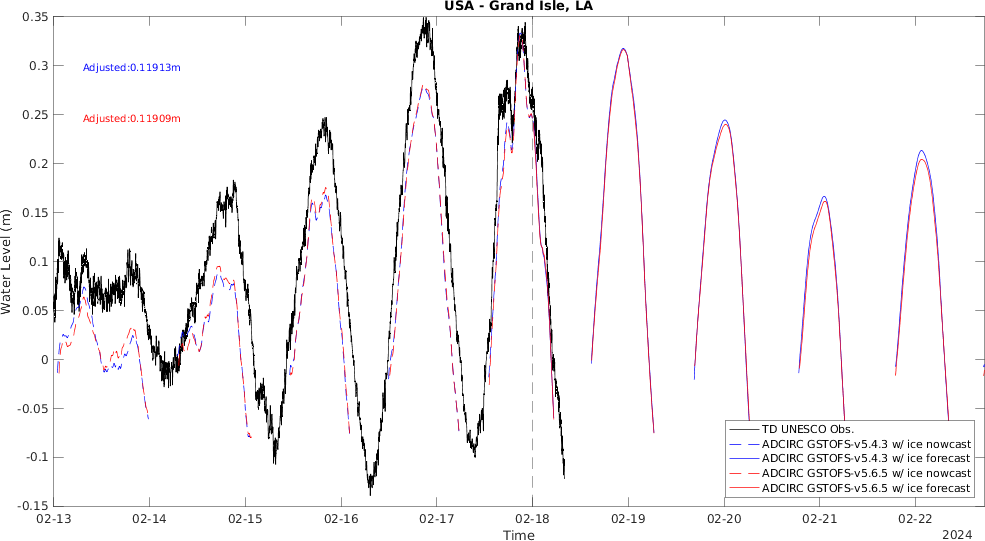 USA - Grand Isle, LA
0.35
0.3
0.25
0.2
0.15
0.1
0.05
0
-0.05
-0.1
-0.15
Water Level (m)
Adjusted:0.11913m
Adjusted:0.11909m
TD UNESCO Obs.
ADCIRC GSTOFS-v5.4.3 w/ ice nowcast
ADCIRC GSTOFS-v5.4.3 w/ ice forecast
ADCIRC GSTOFS-v5.6.5 w/ ice nowcast
ADCIRC GSTOFS-v5.6.5 w/ ice forecast
02-13 02-14 02-15 02-16 02-17 02-18 02-19 02-20 02-21 02-22
2024
Time